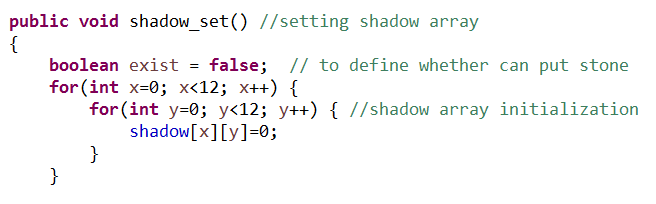 public void shadow_set() //setting shadow array
{
    boolean exist = false;  // to define whether can put stone
    for(int x=0; x<12; x++) {
        for(int y=0; y<12; y++) { //shadow array initialization
            shadow[x][y]=0;
        }
    }